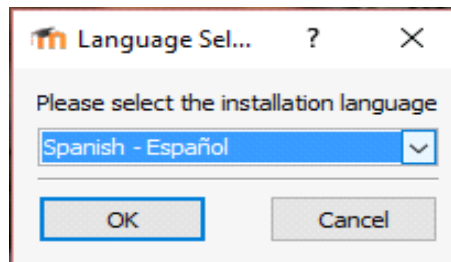 Language Sel... ?
Please select the installation language
Spanish - Español
OK Cancel